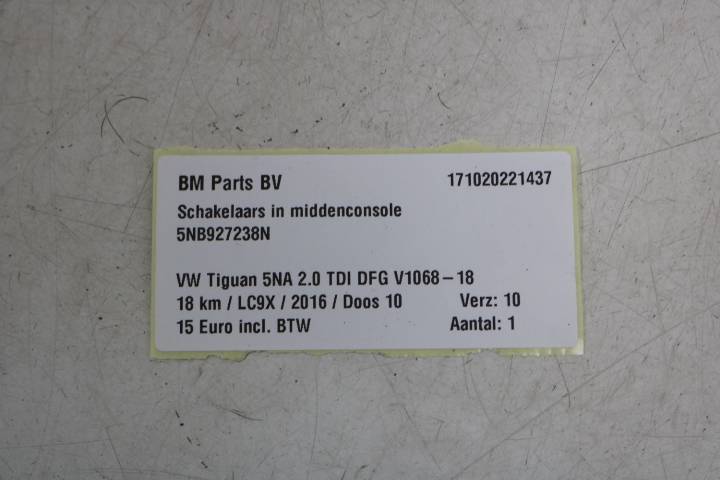 BM Parts BV 171020221437
Schakelaars in middenconsole
5NB927238N
VW Tiguan 5NA 2.0 TDI DFG V1068-18
18 km / LC9X / 2016 / Doos 10 Verz: 10
15 Euro incl. BTW Aantal: 1